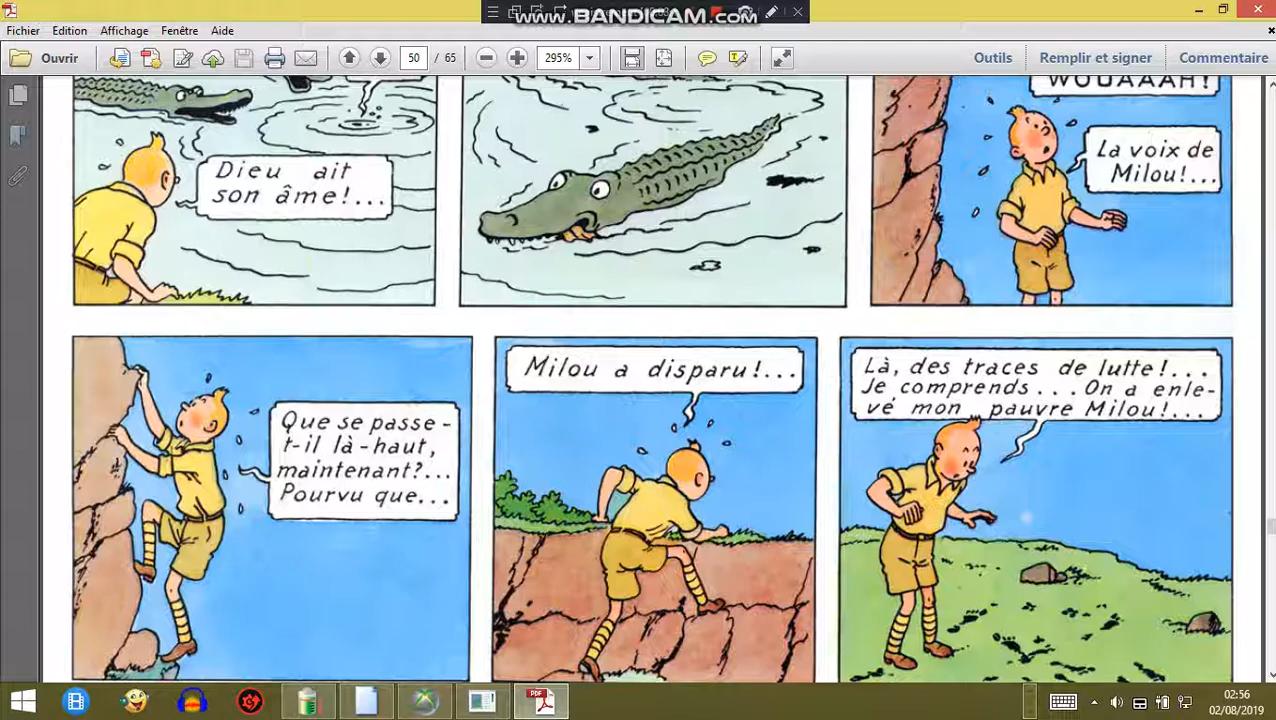 www.BANDICAM.com
Fichier Edition Affichage Fenêtre Aide
Ouvrir 50 / 65 295% Outils Remplir et signer Commentaire
WOUAAAH!
Dieu ait
son âme!...
La voix de
Milou!...
Que se passe-
t-il là-haut,
maintenant?...
Pourvu que...
Milou a disparu!...
Là, des traces de lutte!...
Je comprends... On a enle-
vé mon pauvre Milou!...
PDF
02:56
02/08/2019